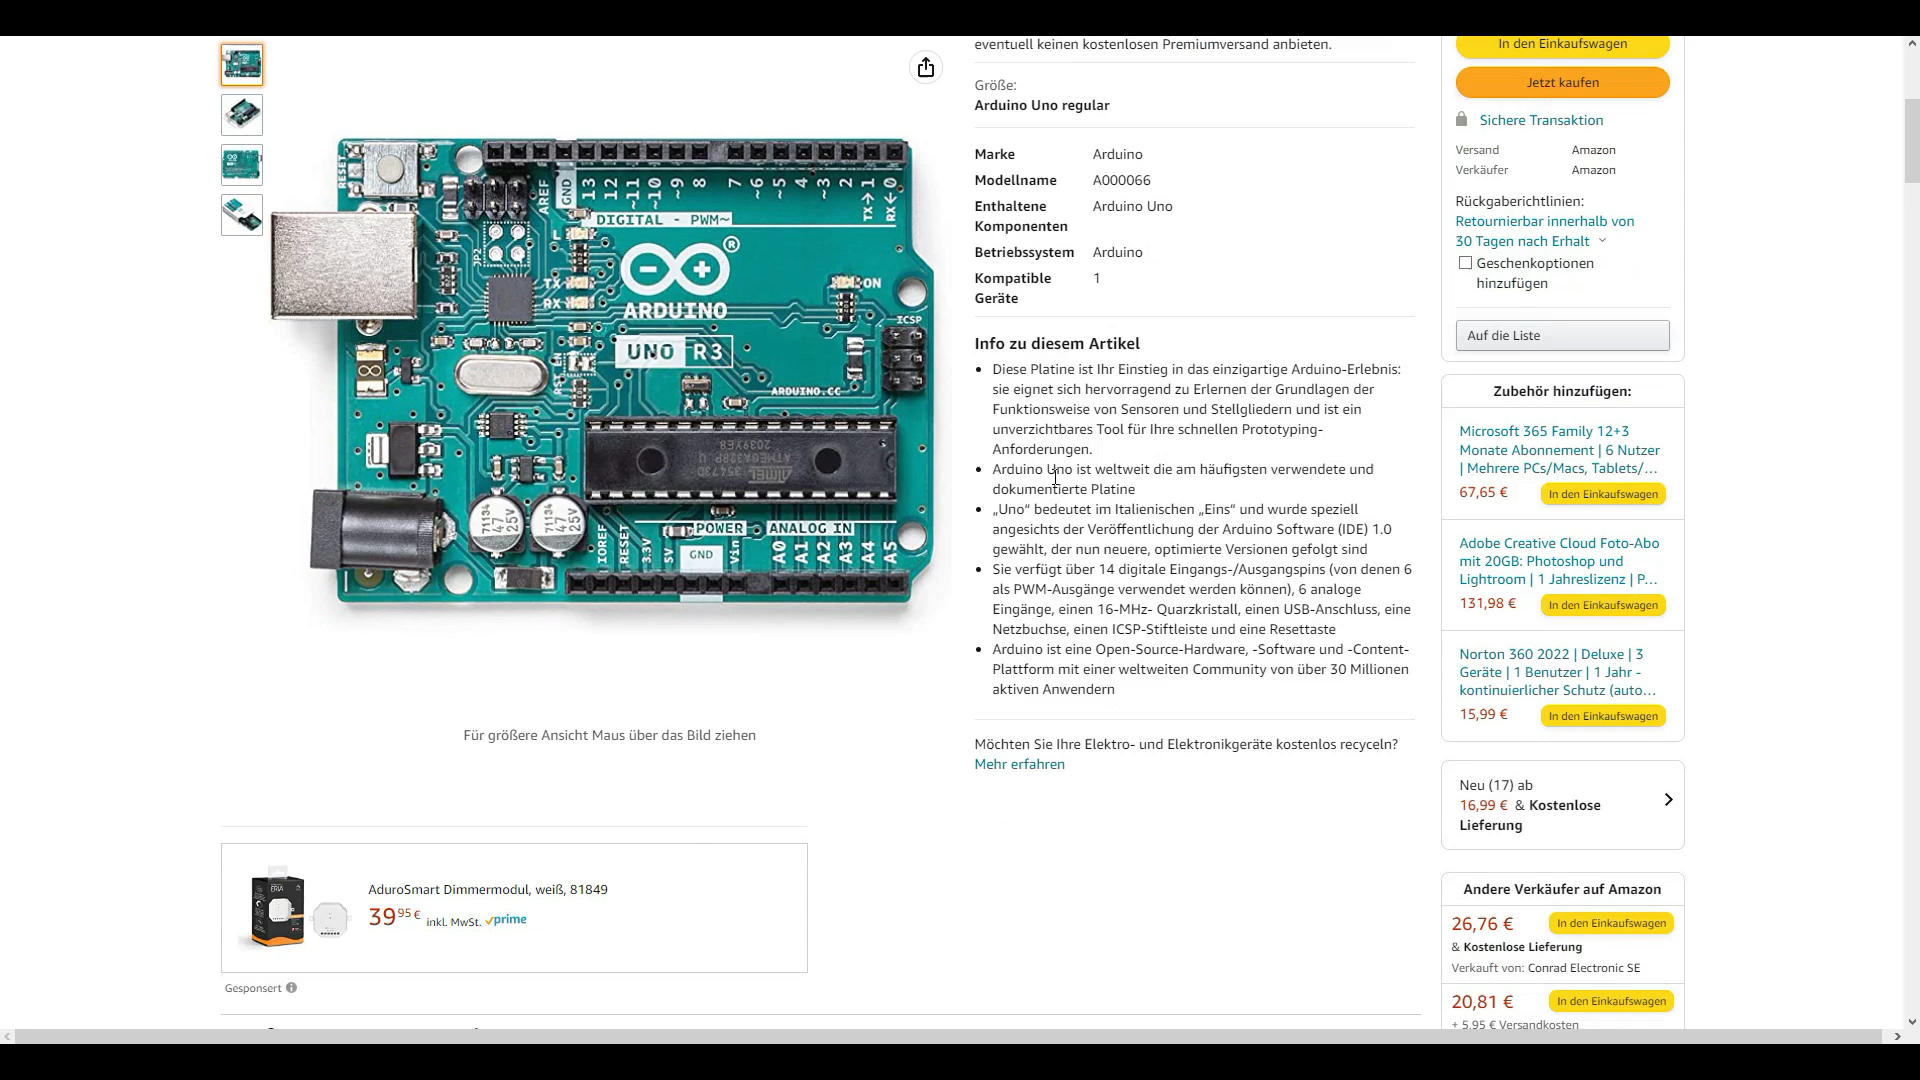 eventuell keinen kostenlosen Premiumversand anbieten.
Größe:
Arduino Uno regular
Marke Arduino
Modellname A000066
Enthaltene Arduino Uno
Komponenten
Betriebssystem Arduino
Kompatible 1
Geräte
Info zu diesem Artikel
Diese Platine ist Ihr Einstieg in das einzigartige Arduino-Erlebnis:
sie eignet sich hervorragend zu Erlernen der Grundlagen der
Funktionsweise von Sensoren und Stellgliedern und ist ein
unverzichtbares Tool für Ihre schnellen Prototyping-
Anforderungen.
Arduino Uno ist weltweit die am häufigsten verwendete und
dokumentierte Platine
„Uno“ bedeutet im Italienischen „Eins“ und wurde speziell
angesichts der Veröffentlichung der Arduino Software (IDE) 1.0
gewählt, der nun neuere, optimierte Versionen gefolgt sind
Sie verfügt über 14 digitale Eingangs-/Ausgangspins (von denen 6
als PWM-Ausgänge verwendet werden können), 6 analoge
Eingänge, einen 16-MHz- Quarzkristall, einen USB-Anschluss, eine
Netzbuchse, einen ICSP-Stiftleiste und eine Resettaste
Arduino ist eine Open-Source-Hardware, -Software und -Content-
Plattform mit einer weltweiten Community von über 30 Millionen
aktiven Anwendern
Möchten Sie Ihre Elektro- und Elektronikgeräte kostenlos recyceln?
Mehr erfahren
RESET
AREF
GND
13
12
~11
~10
~9
8
7
~6
~5
4
~3
2
TX→1
RX←0
DIGITAL - PWM~
JP2
L
TX
RX
ON
®
ARDUINO
UNO R3
ICSP
RST EN
ARDUINO.CC
ATMEL
ATMEGA328P U
2039YE8
35473D
71134
47
25V
71134
47
25V
IOREF
RESET
3.3V
5V
GND
Vin
POWER
ANALOG IN
A0
A1
A2
A3
A4
A5
Für größere Ansicht Maus über das Bild ziehen
ERIA
AduroSmart Dimmermodul, weiß, 81849
39 95 € inkl. MwSt. prime
Gesponsert
In den Einkaufswagen
Jetzt kaufen
Sichere Transaktion
Versand Amazon
Verkäufer Amazon
Rückgaberichtlinien:
Retournierbar innerhalb von
30 Tagen nach Erhalt
Geschenkoptionen
hinzufügen
Auf die Liste
Zubehör hinzufügen:
Microsoft 365 Family 12+3
Monate Abonnement | 6 Nutzer
| Mehrere PCs/Macs, Tablets/…
67,65 € In den Einkaufswagen
Adobe Creative Cloud Foto-Abo
mit 20GB: Photoshop und
Lightroom | 1 Jahreslizenz | P…
131,98 € In den Einkaufswagen
Norton 360 2022 | Deluxe | 3
Geräte | 1 Benutzer | 1 Jahr -
kontinuierlicher Schutz (auto…
15,99 € In den Einkaufswagen
Neu (17) ab
16,99 € & Kostenlose
Lieferung
Andere Verkäufer auf Amazon
26,76 € In den Einkaufswagen
& Kostenlose Lieferung
Verkauft von: Conrad Electronic SE
20,81 € In den Einkaufswagen
+ 5,95 € Versandkosten